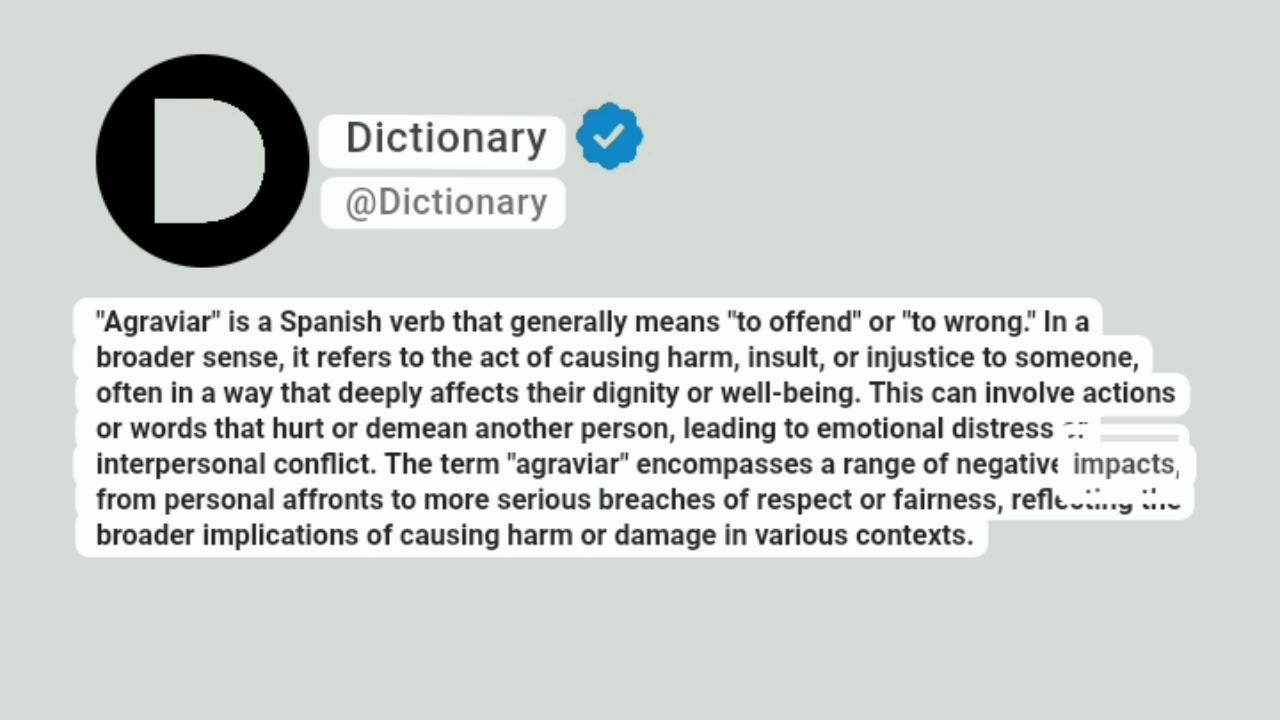 Dictionary
@Dictionary
"Agraviar" is a Spanish verb that generally means "to offend" or "to wrong." In a
broader sense, it refers to the act of causing harm, insult, or injustice to someone,
often in a way that deeply affects their dignity or well-being. This can involve actions
or words that hurt or demean another person, leading to emotional distress or
interpersonal conflict. The term "agraviar" encompasses a range of negative impacts,
from personal affronts to more serious breaches of respect or fairness, reflecting the
broader implications of causing harm or damage in various contexts.